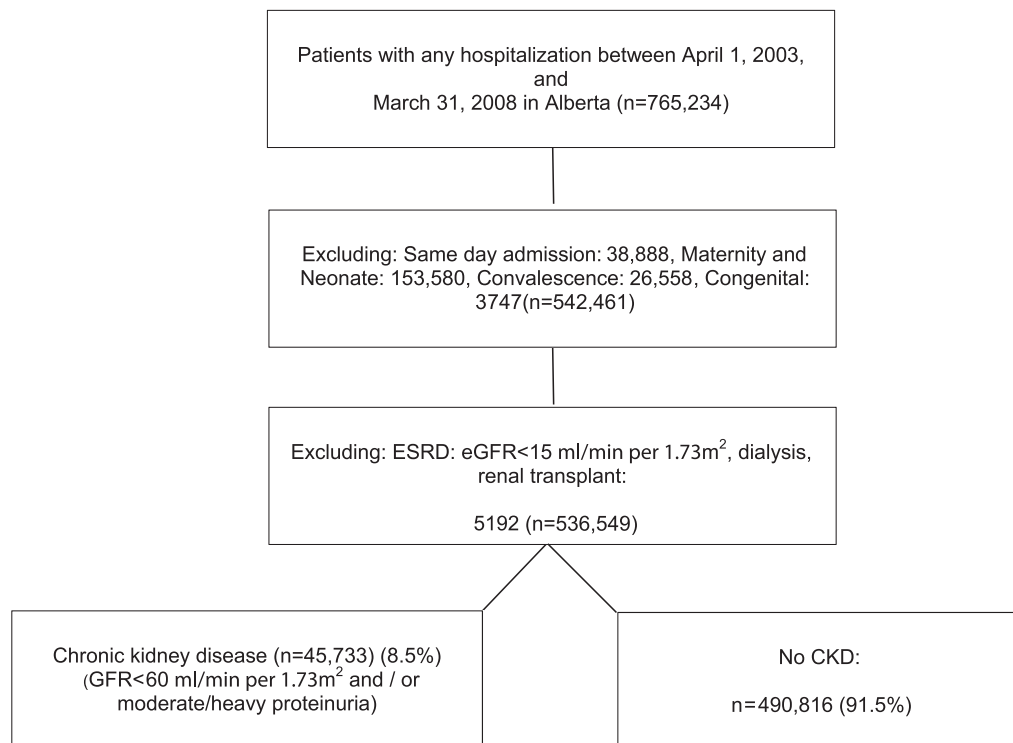 Patients with any hospitalization between April 1, 2003,
and
March 31, 2008 in Alberta (n=765,234)
Excluding: Same day admission: 38,888, Maternity and
Neonate: 153,580, Convalescence: 26,558, Congenital:
3747(n=542,461)
Excluding: ESRD: eGFR<15 ml/min per 1.73m², dialysis,
renal transplant:
5192 (n=536,549)
Chronic kidney disease (n=45,733) (8.5%)
(GFR<60 ml/min per 1.73m² and / or
moderate/heavy proteinuria)
No CKD:
n=490,816 (91.5%)